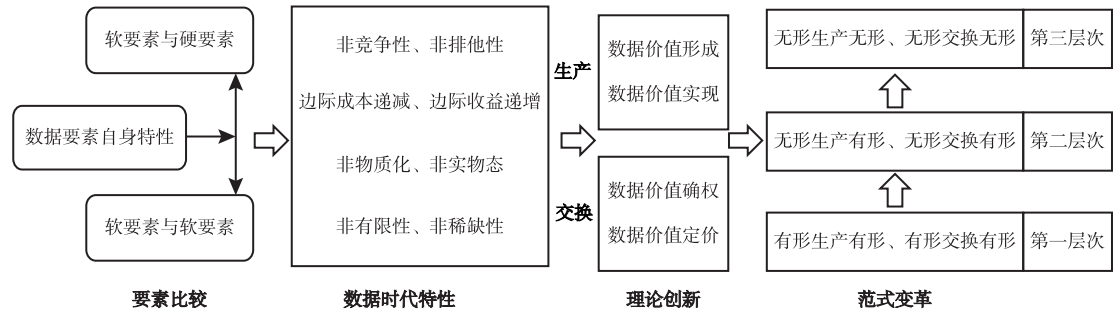 软要素与硬要素
数据要素自身特性
软要素与软要素
要素比较
非竞争性、非排他性
边际成本递减、边际收益递增
非物质化、非实物态
非有限性、非稀缺性
数据时代特性
生产
交换
数据价值形成
数据价值实现
数据价值确权
数据价值定价
理论创新
无形生产无形、无形交换无形 第三层次
无形生产有形、无形交换有形 第二层次
有形生产有形、有形交换有形 第一层次
范式变革